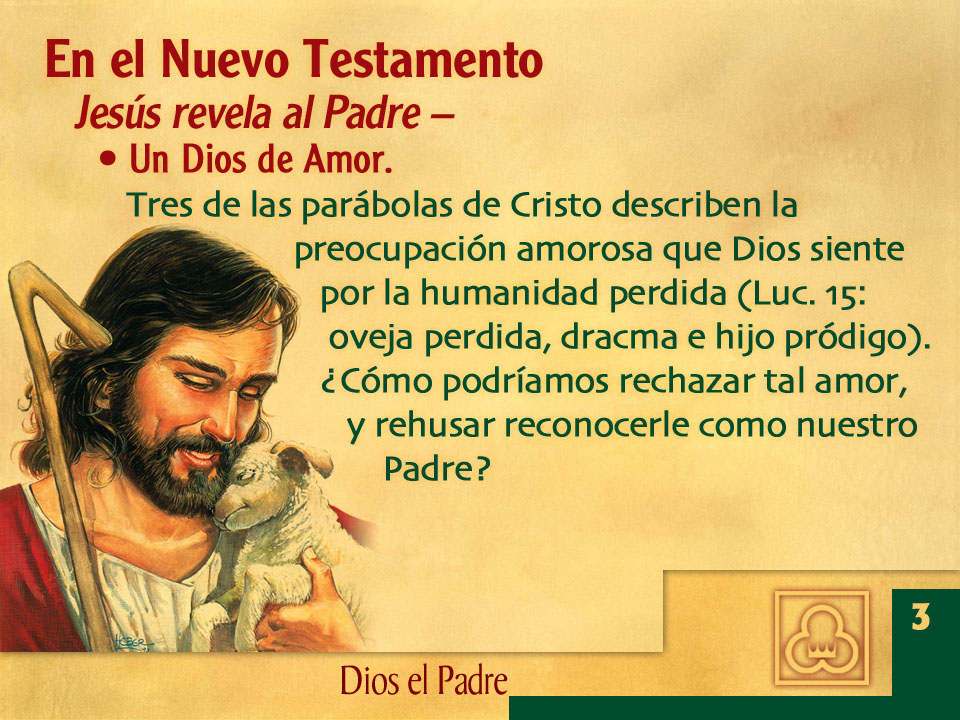 En el Nuevo Testamento
Jesús revela al Padre –
• Un Dios de Amor.
Tres de las parábolas de Cristo describen la
preocupación amorosa que Dios siente
por la humanidad perdida (Luc. 15:
oveja perdida, dracma e hijo pródigo).
¿Cómo podríamos rechazar tal amor,
y rehusar reconocerle como nuestro
Padre?
3
Dios el Padre